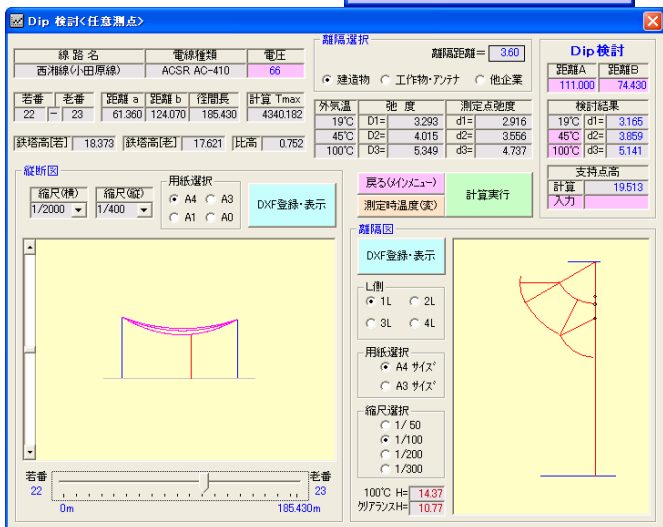 Dip 検討<任意測点>
線 路 名 電線種類 電圧
西湘線(小田原線) ACSR AC-410 66
若番 老番 距離 a 距離 b 径間長 計算 Tmax
22 - 23 61.360 124.070 185.430 4340.182
鉄塔高[若] 18.373 鉄塔高[老] 17.621 比高 0.752
離隔選択
離隔距離= 3.60
建造物 工作物・アンテナ 他企業
外気温 弛 度 測定点弛度
19℃ D1= 3.293 d1= 2.916
45℃ D2= 4.015 d2= 3.556
100℃ D3= 5.349 d3= 4.737
Dip検討
距離A 距離B
111.000 74.430
検討結果
19℃ d1= 3.165
45℃ d2= 3.859
100℃ d3= 5.141
支持点高
計算 19.513
入力
縦断図
縮尺(横) 縮尺(縦)
1/2000 1/400
用紙選択
A4 A3
A1 A0
DXF登録・表示
戻る(メインメニュー)
測定時温度(変)
計算実行
若番 老番
22 23
0m 185.430m
離隔図
DXF登録・表示
L側
1L 2L
3L 4L
用紙選択
A4 サイズ
A3 サイズ
縮尺選択
1/ 50
1/100
1/200
1/300
100℃ H= 14.37
クリアランスH= 10.77